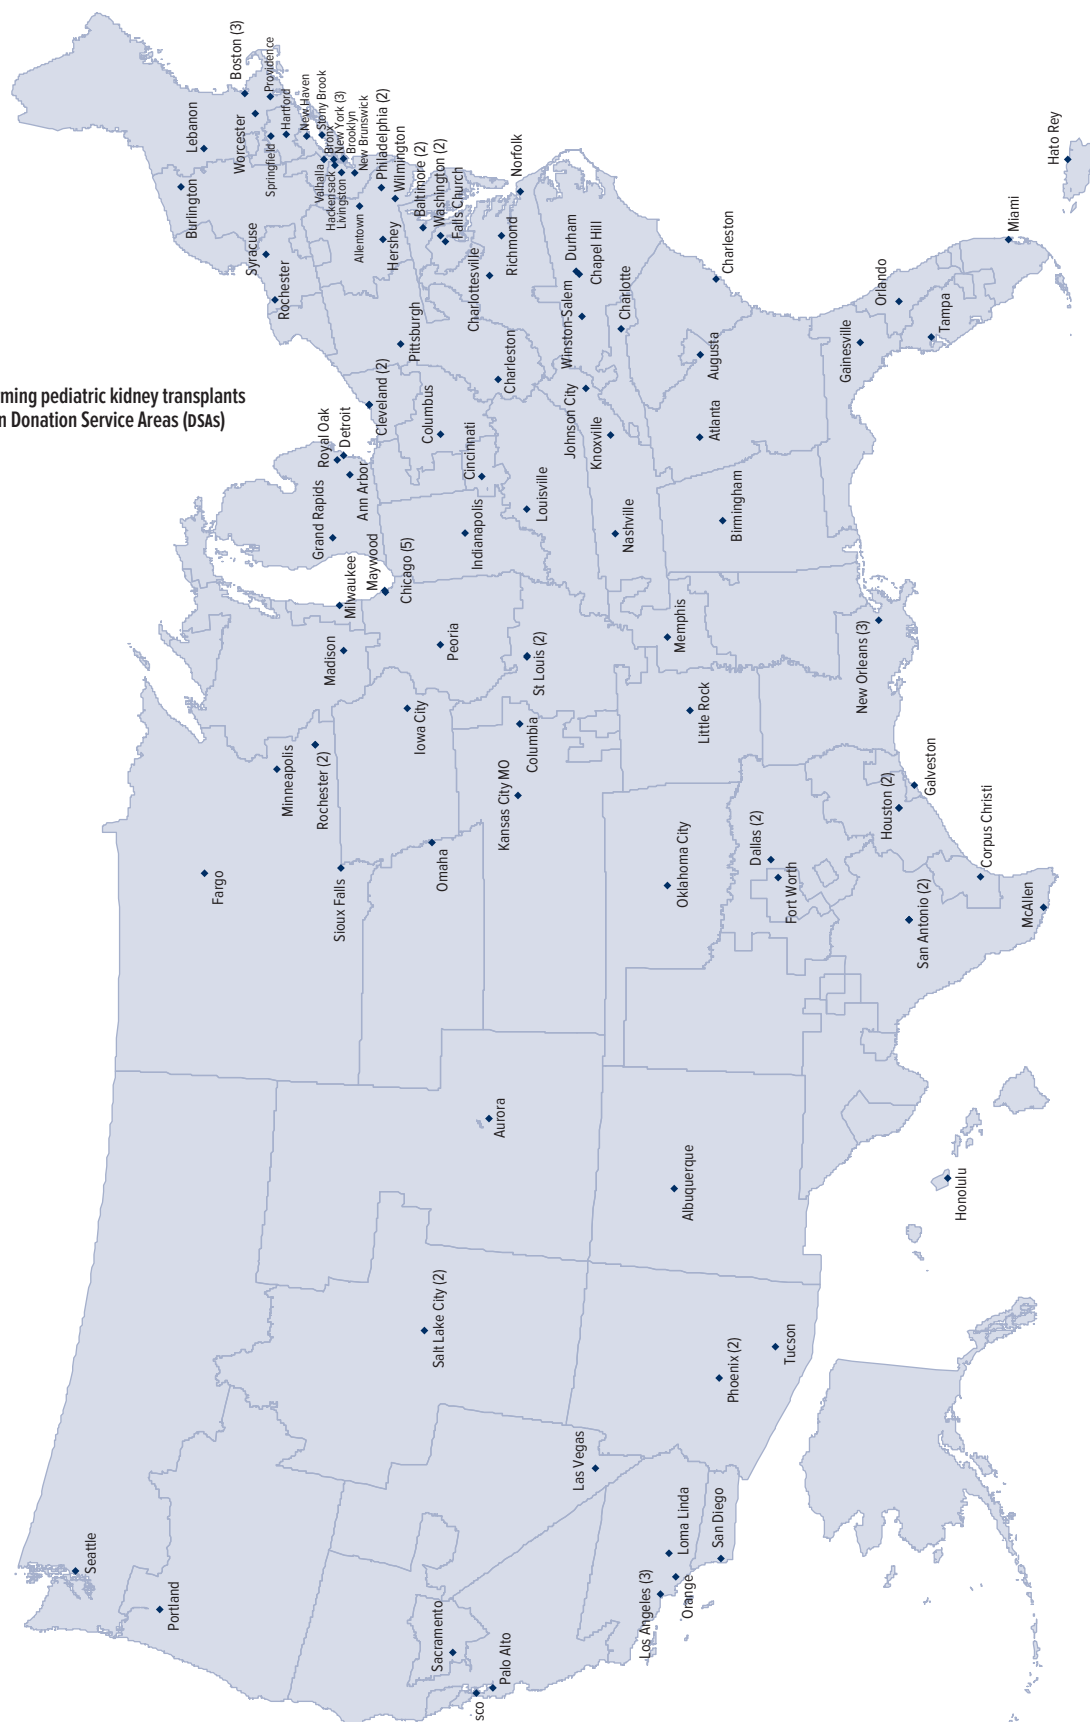 ming pediatric kidney transplants
n Donation Service Areas (DSAs)
Seattle
Portland
Sacramento
sco
Palo Alto
Los Angeles (3)
Orange
Loma Linda
San Diego
Las Vegas
Phoenix (2)
Tucson
Salt Lake City (2)
Albuquerque
Aurora
Honolulu
Fargo
Sioux Falls
Omaha
Minneapolis
Rochester (2)
Iowa City
Kansas City MO
Columbia
St Louis (2)
Oklahoma City
Dallas (2)
Fort Worth
San Antonio (2)
McAllen
Corpus Christi
Houston (2)
Galveston
Little Rock
Memphis
New Orleans (3)
Madison
Milwaukee
Maywood
Chicago (5)
Peoria
Grand Rapids
Royal Oak
Detroit
Ann Arbor
Indianapolis
Cincinnati
Columbus
Cleveland (2)
Louisville
Nashville
Knoxville
Johnson City
Birmingham
Atlanta
Augusta
Gainesville
Orlando
Tampa
Miami
Hato Rey
Charleston
Charlotte
Winston-Salem
Durham
Chapel Hill
Charleston
Charlottesville
Richmond
Norfolk
Pittsburgh
Hershey
Allentown
Falls Church
Washington (2)
Baltimore (2)
Wilmington
Philadelphia (2)
New Brunswick
Brooklyn
New York (3)
Bronx
Stony Brook
Valhalla
Hackensack
Livingston
New Haven
Hartford
Springfield
Worcester
Providence
Boston (3)
Lebanon
Burlington
Syracuse
Rochester